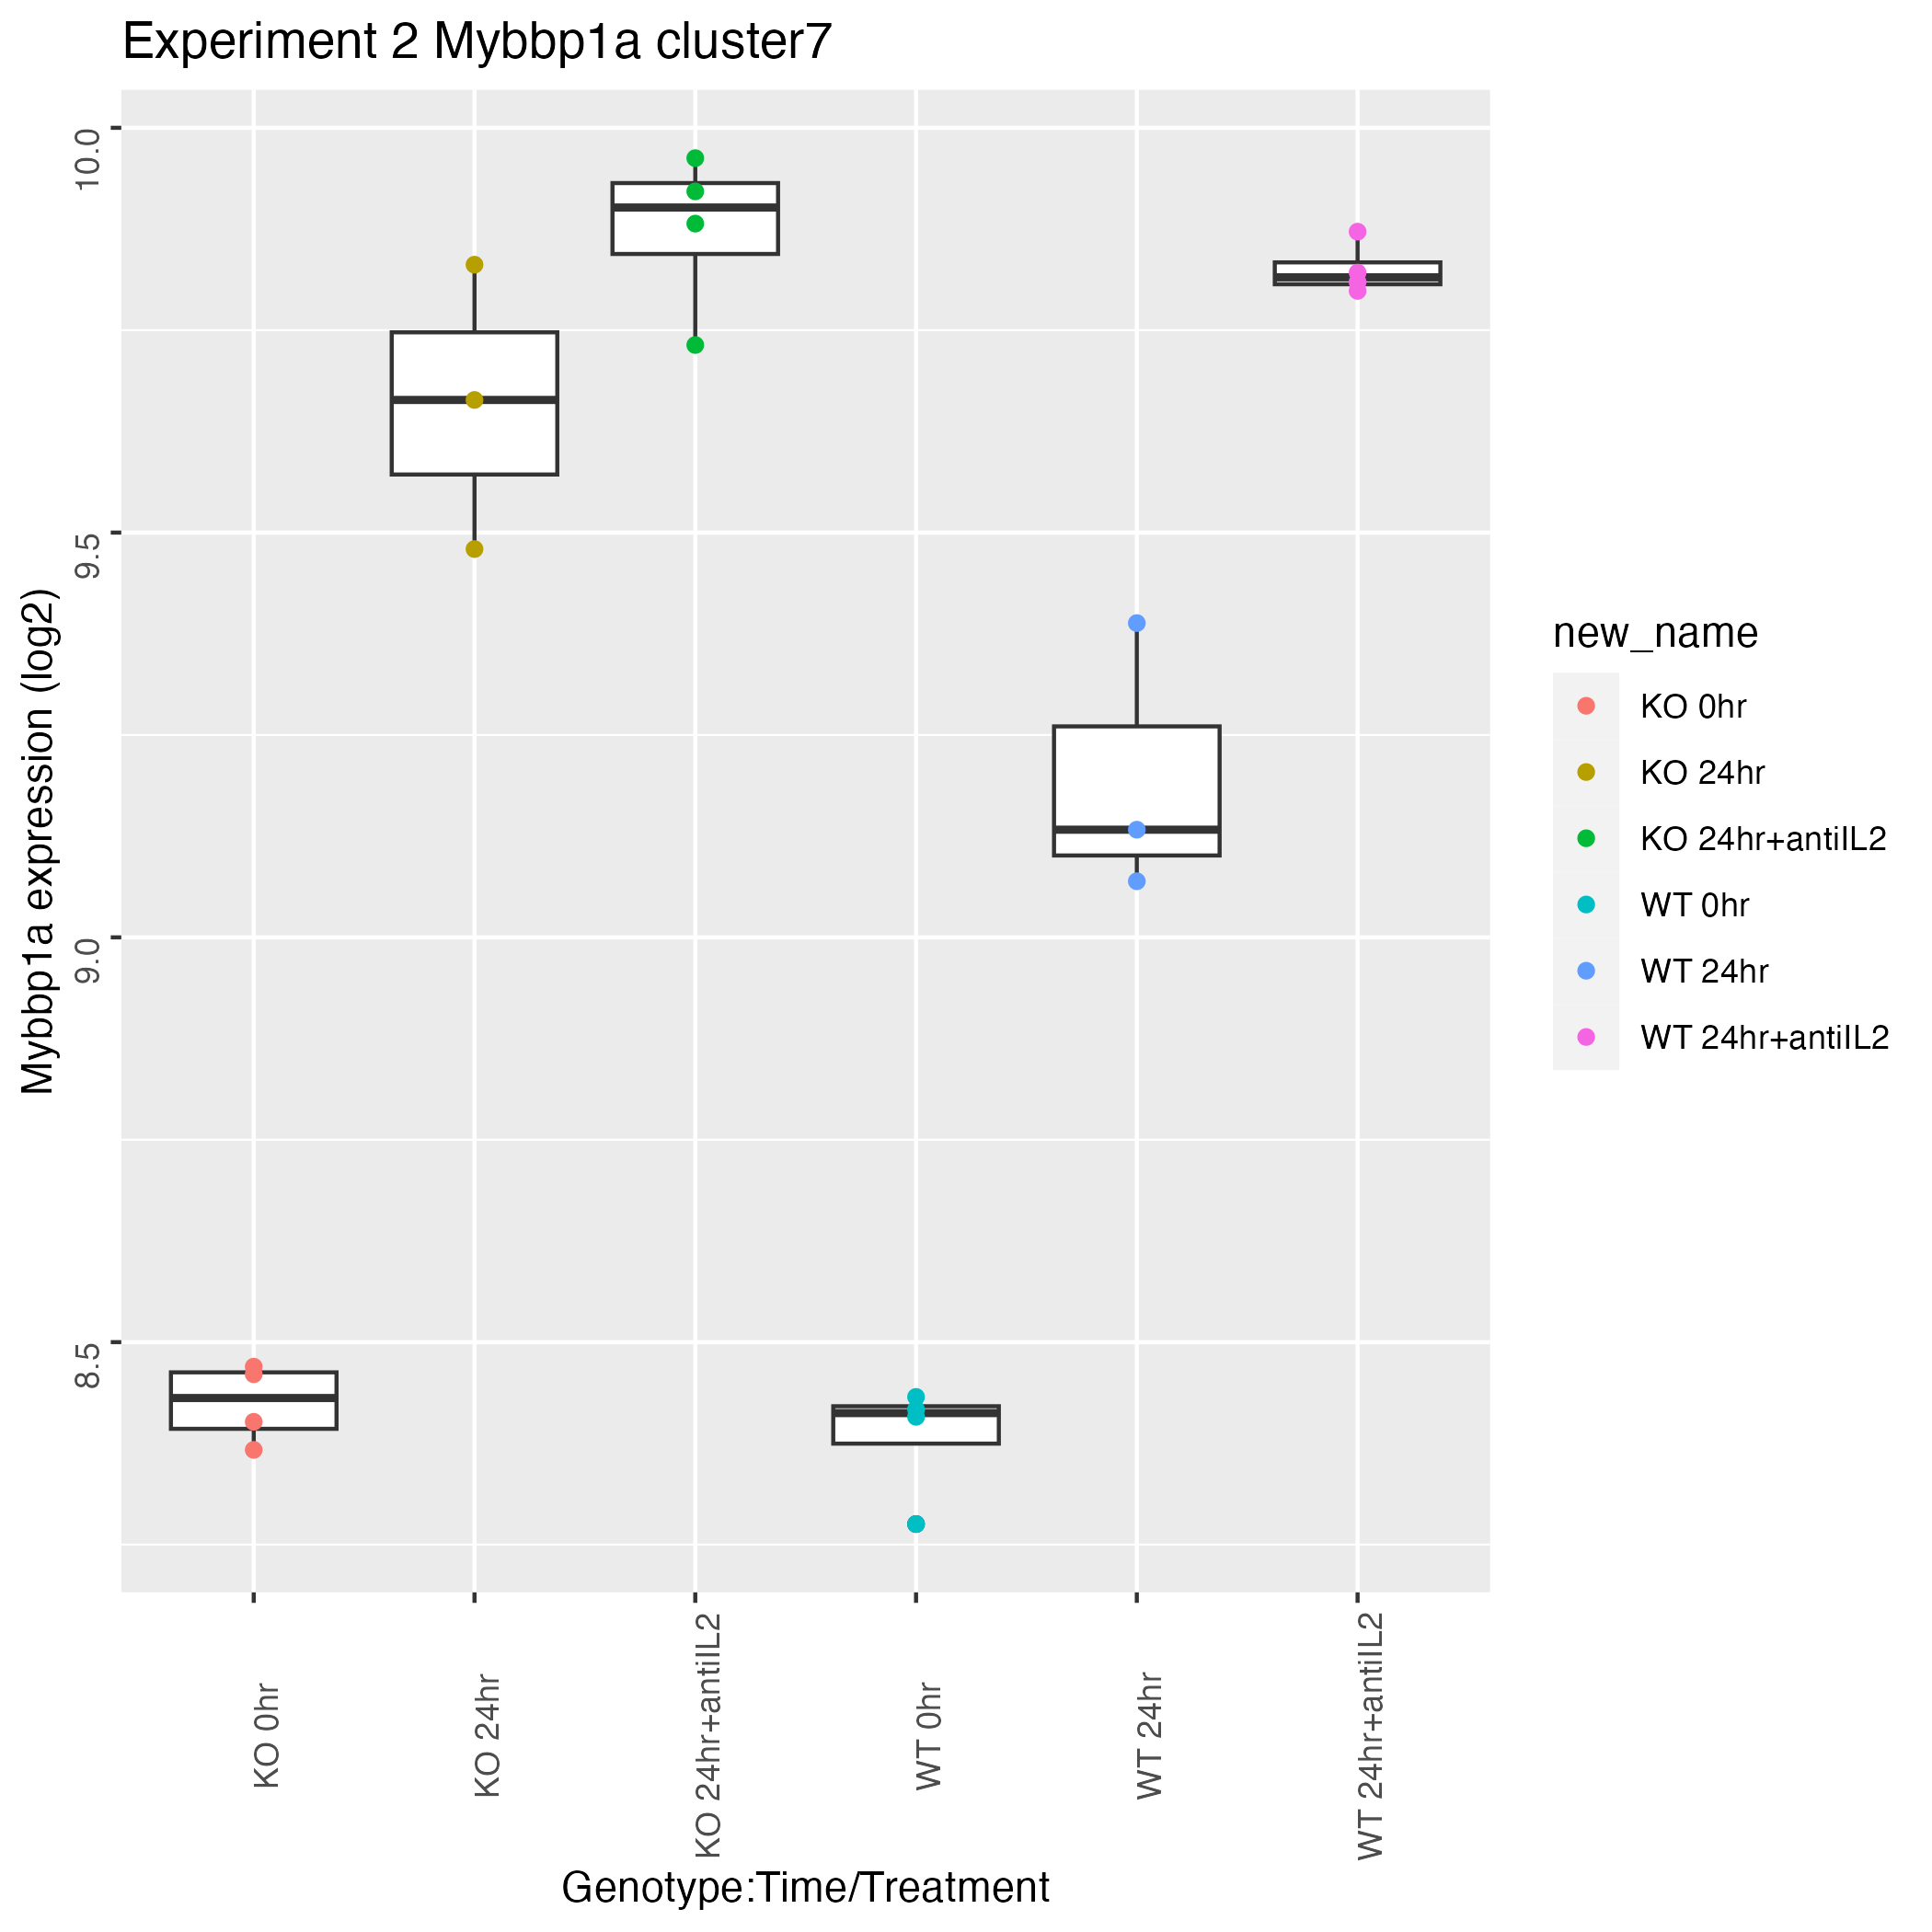 Experiment 2 Mybbp1a cluster7
Mybbp1a expression (log2)
10.0
9.5
9.0
8.5
KO 0hr
KO 24hr
KO 24hr+antiIL2
WT 0hr
WT 24hr
WT 24hr+antiIL2
Genotype:Time/Treatment
new_name
KO 0hr
KO 24hr
KO 24hr+antiIL2
WT 0hr
WT 24hr
WT 24hr+antiIL2